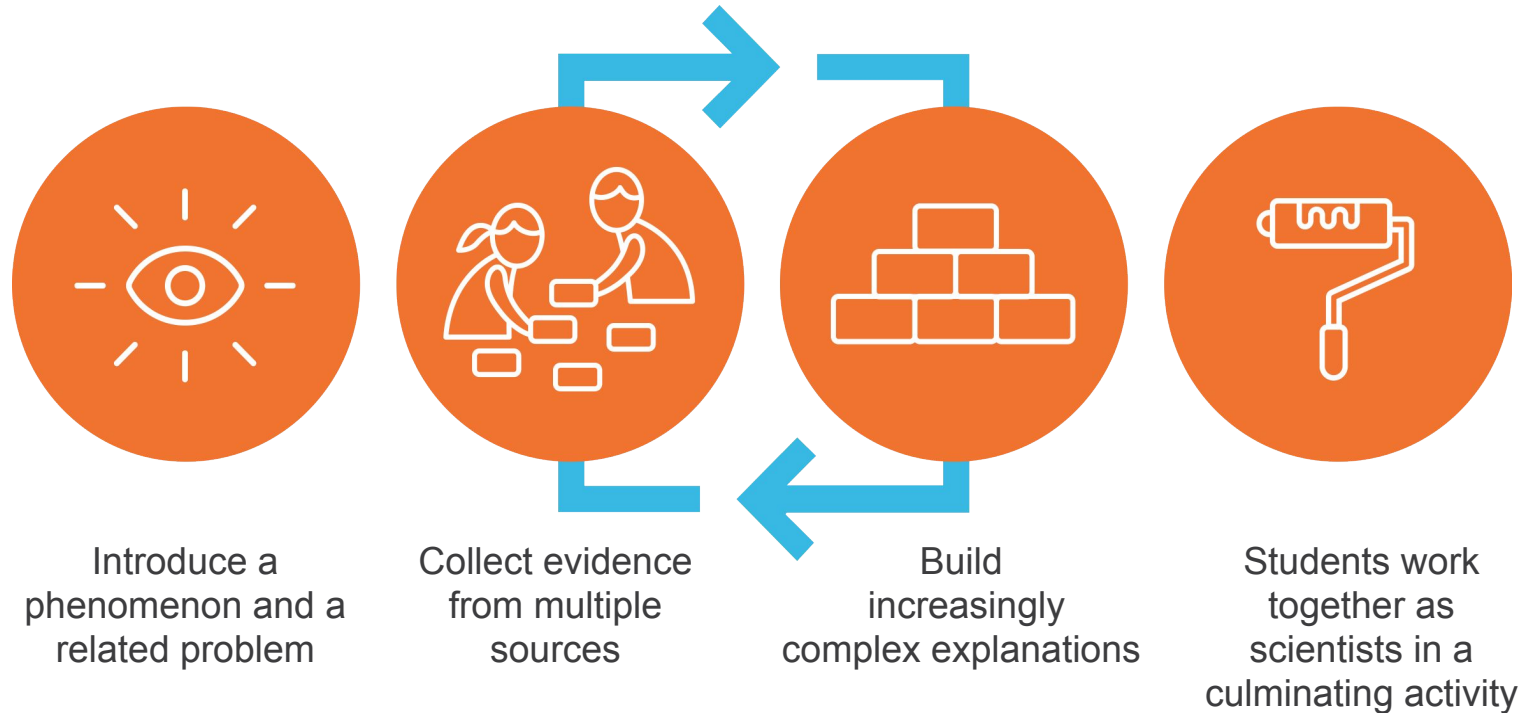 Introduce a
phenomenon and a
related problem
Collect evidence
from multiple
sources
Build
increasingly
complex explanations
Students work
together as
scientists in a
culminating activity